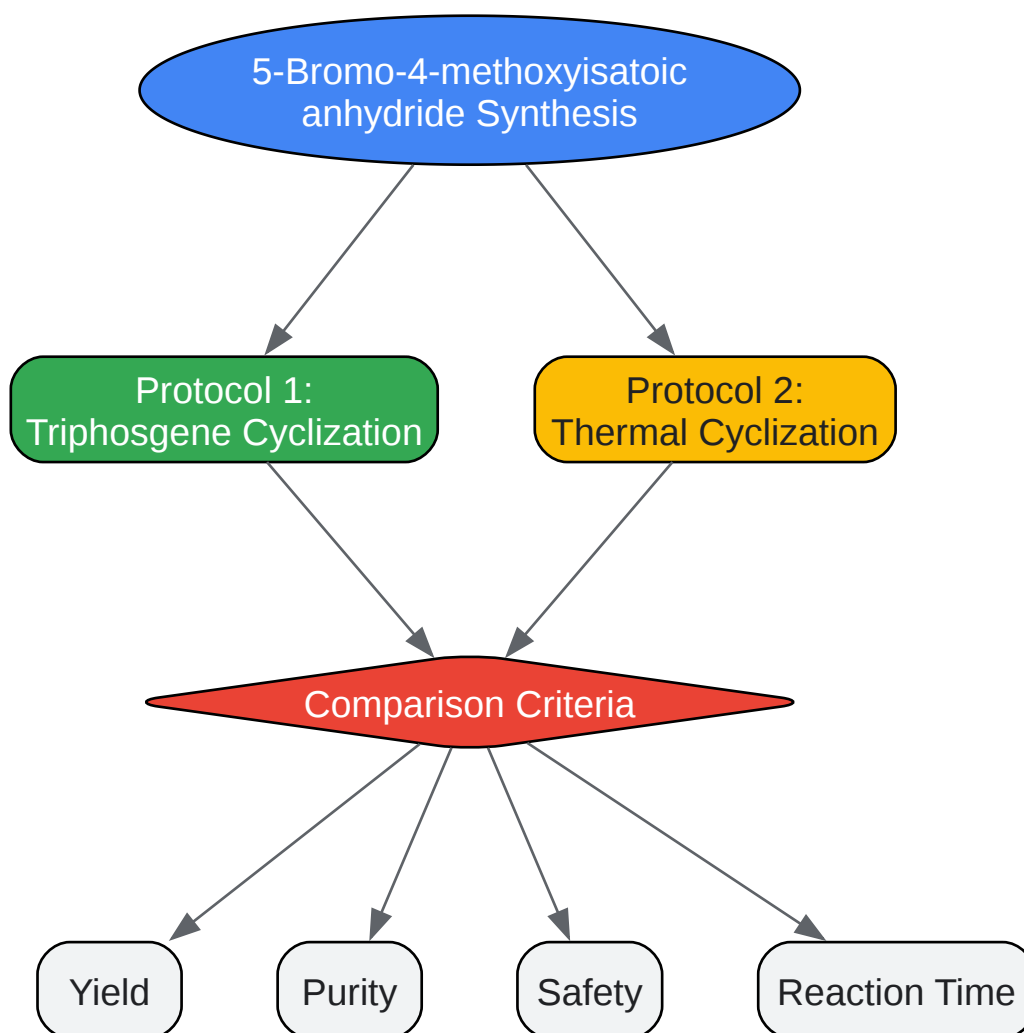 5-Bromo-4-methoxyisatoic
anhydride Synthesis
Protocol 1:
Triphosgene Cyclization
Protocol 2:
Thermal Cyclization
Comparison Criteria
Yield
Purity
Safety
Reaction Time